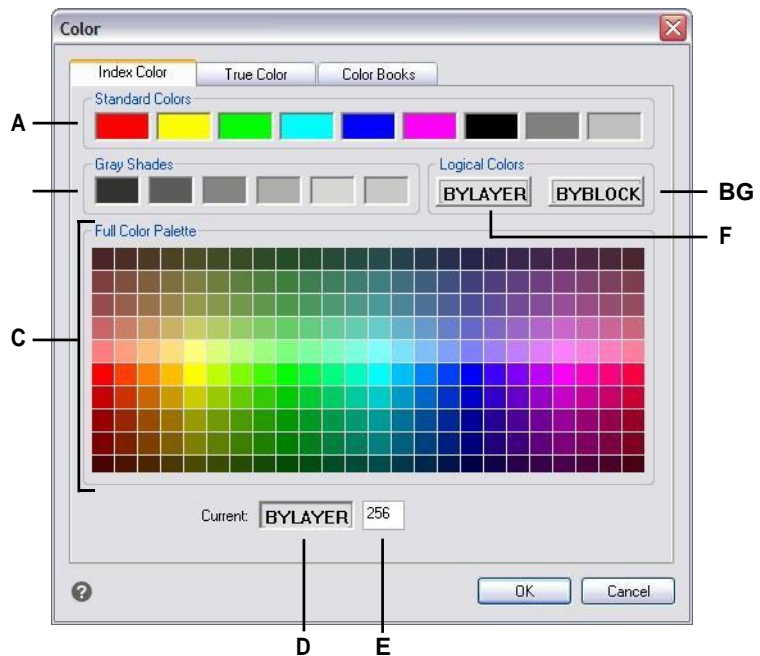 Color
Index Color True Color Color Books
Standard Colors
A
Gray Shades
Logical Colors
BYLAYER BYBLOCK
BG
F
Full Color Palette
C
Current: BYLAYER 256
? OK Cancel
D E